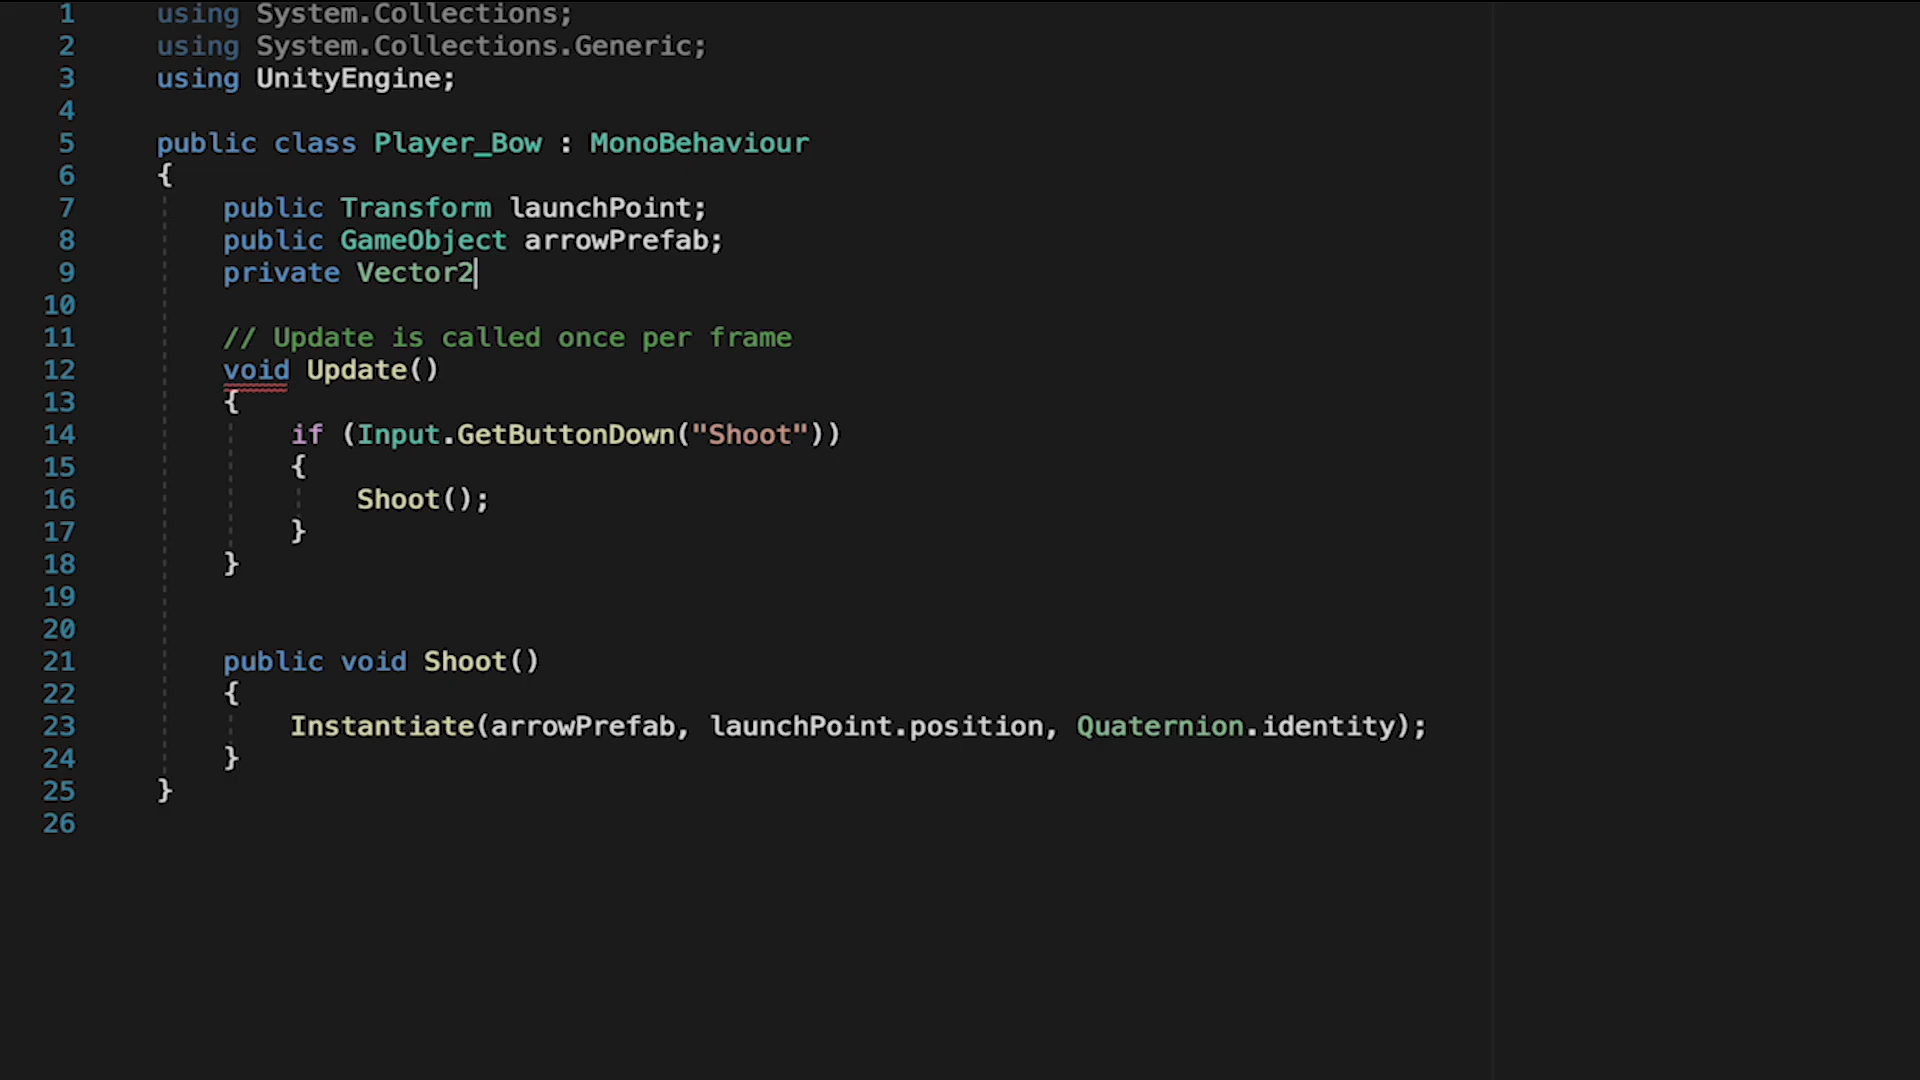 1 using System.Collections;
2 using System.Collections.Generic;
3 using UnityEngine;
4
5 public class Player_Bow : MonoBehaviour
6 {
7 public Transform launchPoint;
8 public GameObject arrowPrefab;
9 private Vector2
10
11 // Update is called once per frame
12 void Update()
13 {
14 if (Input.GetButtonDown("Shoot"))
15 {
16 Shoot();
17 }
18 }
19
20
21 public void Shoot()
22 {
23 Instantiate(arrowPrefab, launchPoint.position, Quaternion.identity);
24 }
25 }
26